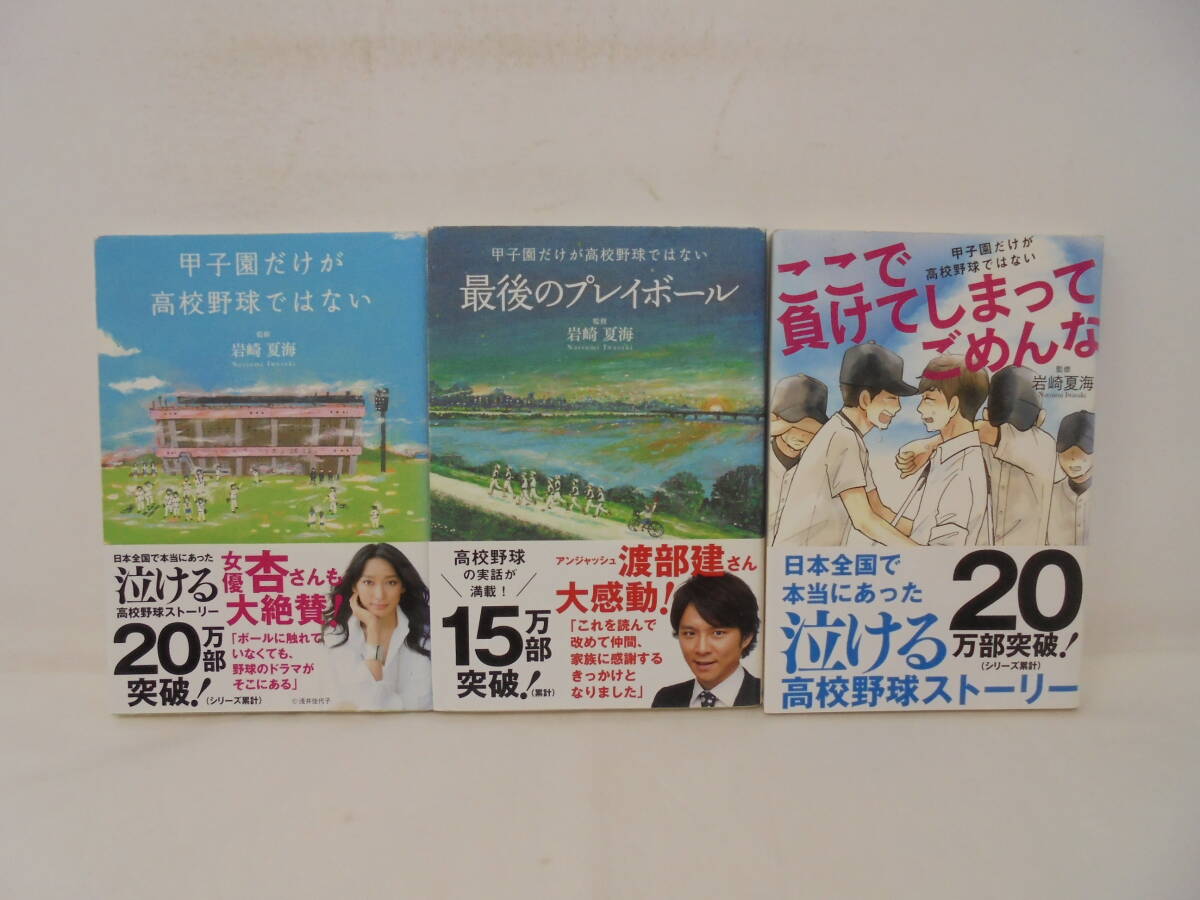 甲子園だけが
高校野球ではない
監修
岩崎 夏海
Natsumi Iwasaki
日本全国で本当にあった
泣ける
高校野球ストーリー
20万部
突破!
(シリーズ累計)
女優杏さんも
大絶賛!
「ボールに触れて
いなくても、
野球のドラマが
そこにある」
©浅井佳代子
甲子園だけが高校野球ではない
最後のプレイボール
監修
岩崎 夏海
Natsumi Iwasaki
高校野球
の実話が
満載!
15万部
突破!
(累計)
アンジャッシュ渡部建さん
大感動!
「これを読んで
改めて仲間、
家族に感謝する
きっかけと
なりました」
甲子園だけが
高校野球ではない
ここで
負けてしまって
ごめんな
監修
岩崎夏海
Natsumi Iwasaki
日本全国で
本当にあった
泣ける
高校野球ストーリー
20
万部突破!
(シリーズ累計)